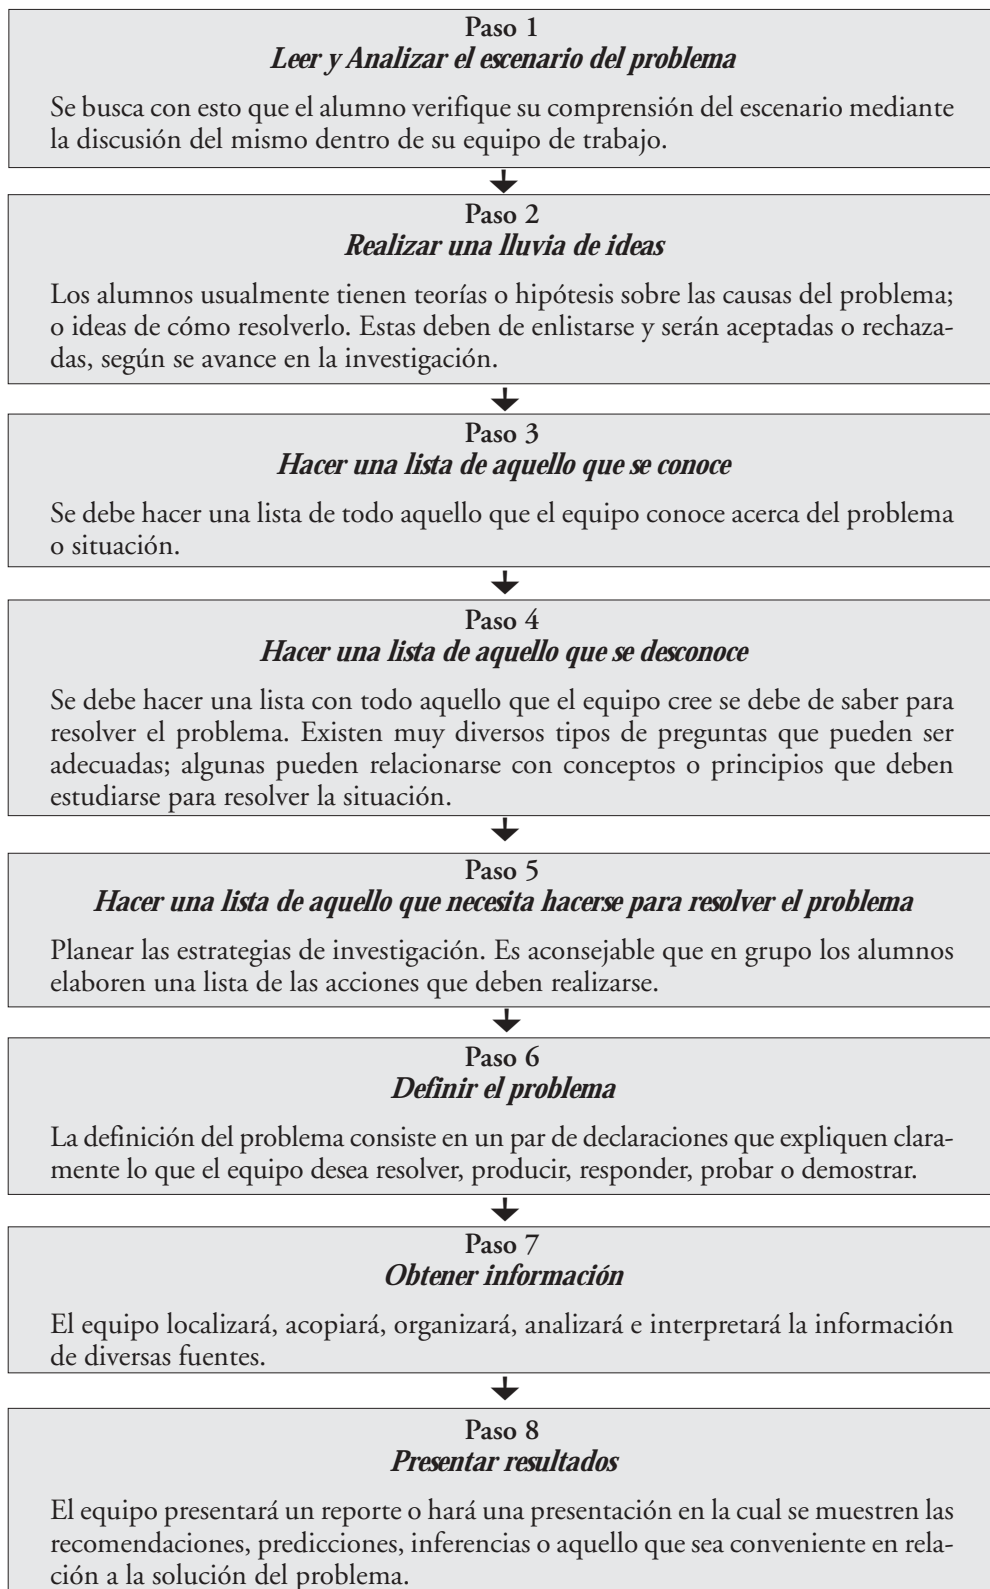 Paso 1
Leer y Analizar el escenario del problema
Se busca con esto que el alumno verifique su comprensión del escenario mediante
la discusión del mismo dentro de su equipo de trabajo.
Paso 2
Realizar una lluvia de ideas
Los alumnos usualmente tienen teorías o hipótesis sobre las causas del problema;
o ideas de cómo resolverlo. Estas deben de enlistarse y serán aceptadas o rechaza-
das, según se avance en la investigación.
Paso 3
Hacer una lista de aquello que se conoce
Se debe hacer una lista de todo aquello que el equipo conoce acerca del problema
o situación.
Paso 4
Hacer una lista de aquello que se desconoce
Se debe hacer una lista con todo aquello que el equipo cree se debe de saber para
resolver el problema. Existen muy diversos tipos de preguntas que pueden ser
adecuadas; algunas pueden relacionarse con conceptos o principios que deben
estudiarse para resolver la situación.
Paso 5
Hacer una lista de aquello que necesita hacerse para resolver el problema
Planear las estrategias de investigación. Es aconsejable que en grupo los alumnos
elaboren una lista de las acciones que deben realizarse.
Paso 6
Definir el problema
La definición del problema consiste en un par de declaraciones que expliquen clara-
mente lo que el equipo desea resolver, producir, responder, probar o demostrar.
Paso 7
Obtener información
El equipo localizará, acopiará, organizará, analizará e interpretará la información
de diversas fuentes.
Paso 8
Presentar resultados
El equipo presentará un reporte o hará una presentación en la cual se muestren las
recomendaciones, predicciones, inferencias o aquello que sea conveniente en rela-
ción a la solución del problema.